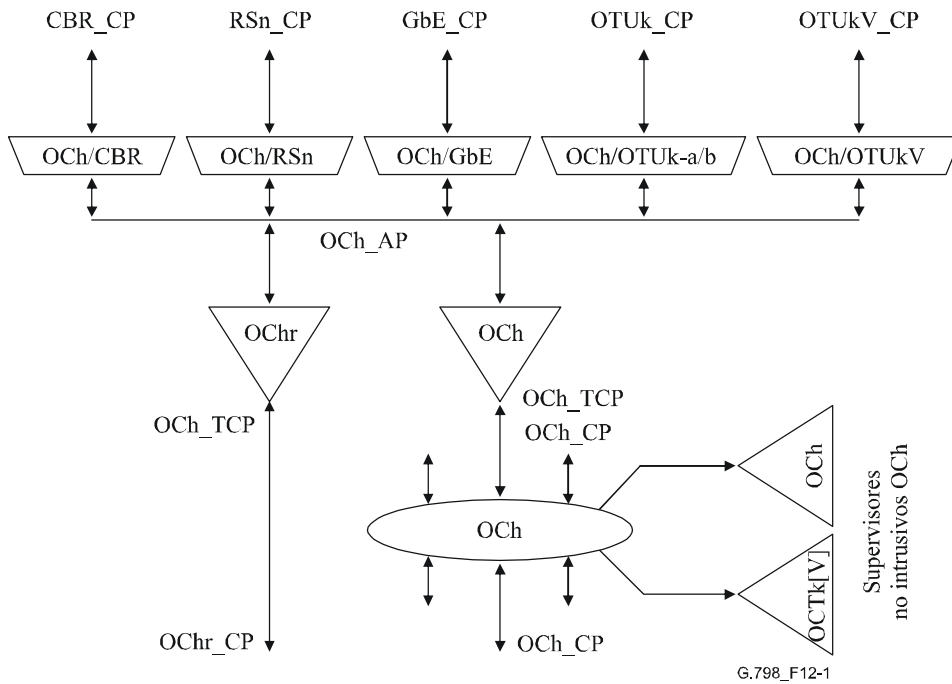 CBR_CP
RSn_CP
GbE_CP
OTUk_CP
OTUkV_CP
OCh/CBR
OCh/RSn
OCh/GbE
OCh/OTUk-a/b
OCh/OTUkV
OCh_AP
OChr
OCh
OCh_TCP
OCh_TCP
OCh_CP
OCh
OCh
OCTk[V]
Supervisores
no intrusivos OCh
OChr_CP
OCh_CP
G.798_F12-1